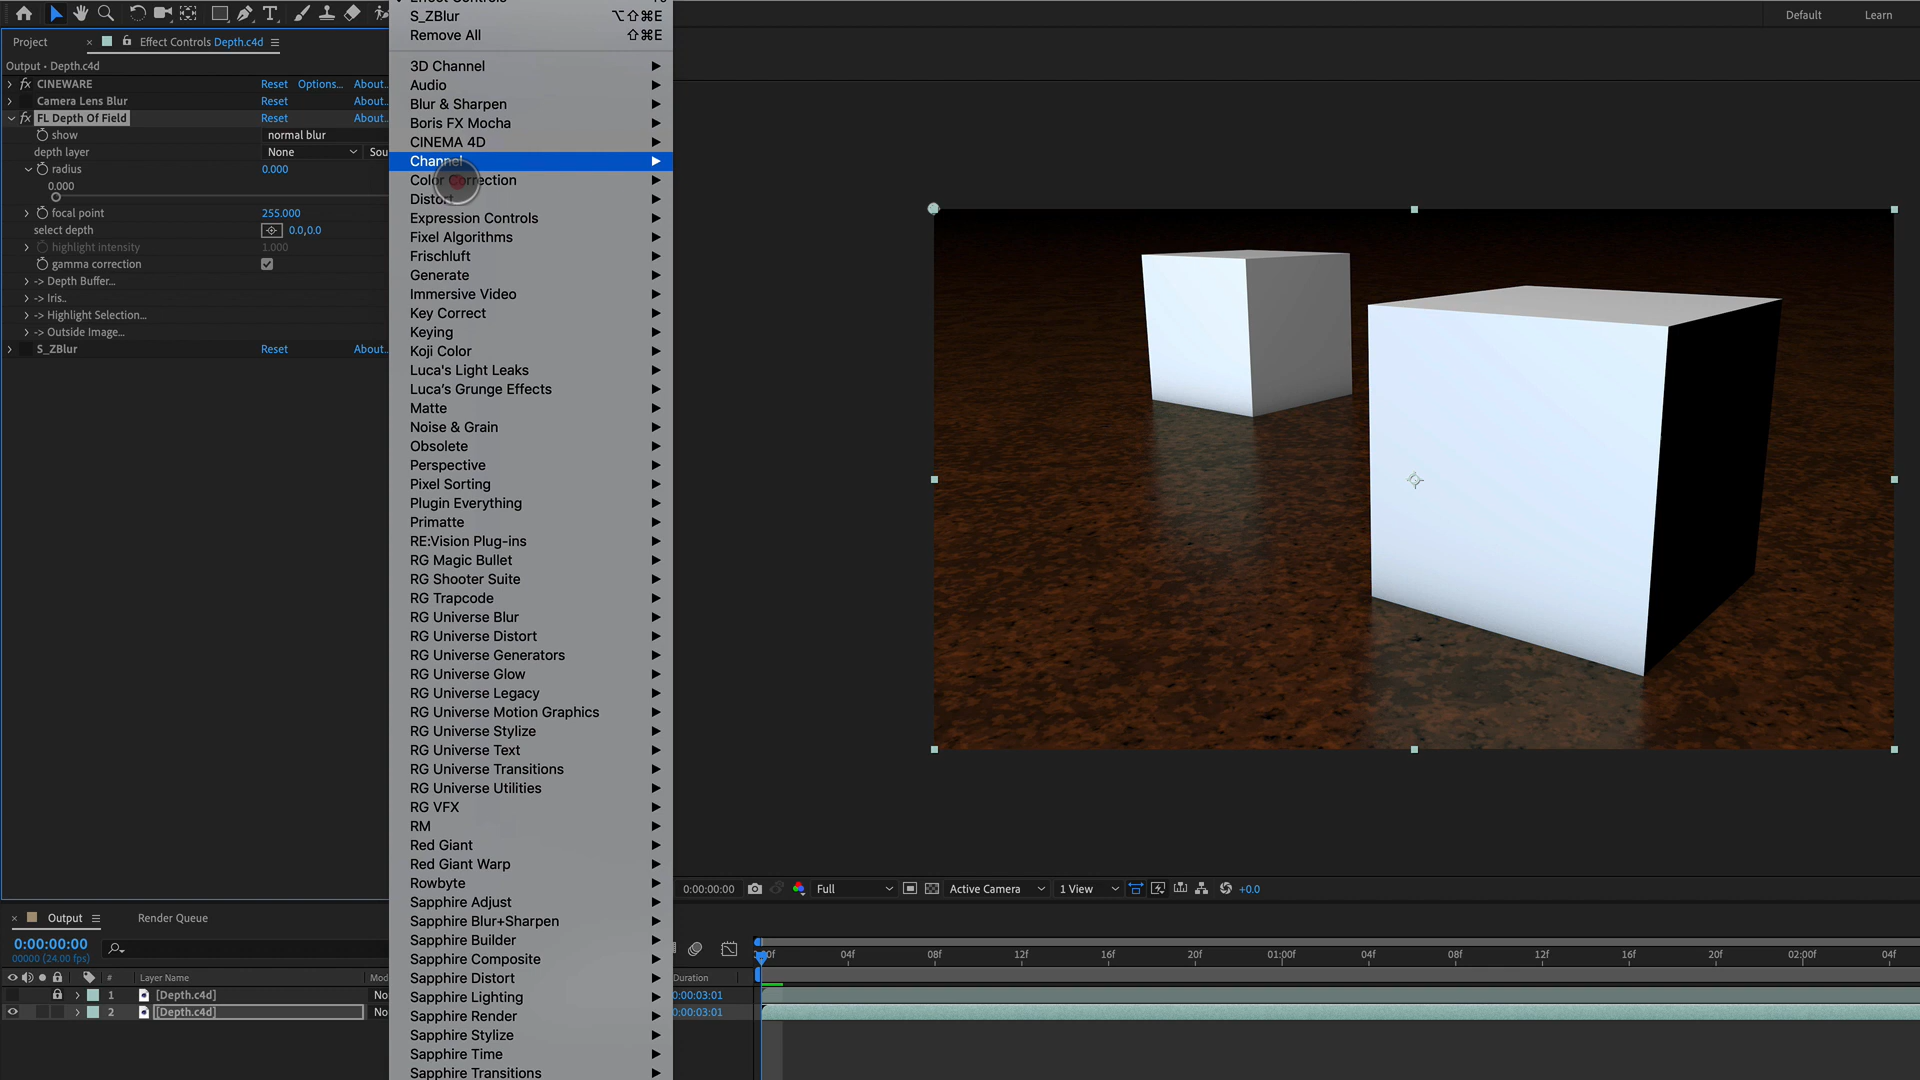 Effect Controls
S_ZBlur ⌥⇧⌘E
Remove All ⇧⌘E
Default Learn
Project × Effect Controls Depth.c4d
Output • Depth.c4d
fx CINEWARE Reset Options... About...
Camera Lens Blur Reset About...
fx FL Depth Of Field Reset About...
show normal blur
depth layer None Sou
radius 0.000
0.000
focal point 255.000
select depth 0.0,0.0
highlight intensity 1.000
gamma correction
-> Depth Buffer...
-> Iris..
-> Highlight Selection...
-> Outside Image...
S_ZBlur Reset About...
3D Channel
Audio
Blur & Sharpen
Boris FX Mocha
CINEMA 4D
Channel
Color Correction
Distort
Expression Controls
Fixel Algorithms
Frischluft
Generate
Immersive Video
Key Correct
Keying
Koji Color
Luca's Light Leaks
Luca's Grunge Effects
Matte
Noise & Grain
Obsolete
Perspective
Pixel Sorting
Plugin Everything
Primatte
RE:Vision Plug-ins
RG Magic Bullet
RG Shooter Suite
RG Trapcode
RG Universe Blur
RG Universe Distort
RG Universe Generators
RG Universe Glow
RG Universe Legacy
RG Universe Motion Graphics
RG Universe Stylize
RG Universe Text
RG Universe Transitions
RG Universe Utilities
RG VFX
RM
Red Giant
Red Giant Warp
Rowbyte
Sapphire Adjust
Sapphire Blur+Sharpen
Sapphire Builder
Sapphire Composite
Sapphire Distort
Sapphire Lighting
Sapphire Render
Sapphire Stylize
Sapphire Time
Sapphire Transitions
0:00:00:00 Full Active Camera 1 View +0.0
× Output Render Queue
0:00:00:00
00000 (24.00 fps)
# Layer Name Mod Duration
1 [Depth.c4d] No 0:00:03:01
2 [Depth.c4d] No 0:00:03:01
04f 08f 12f 16f 20f 01:00f 04f 08f 12f 16f 20f 02:00f 04f